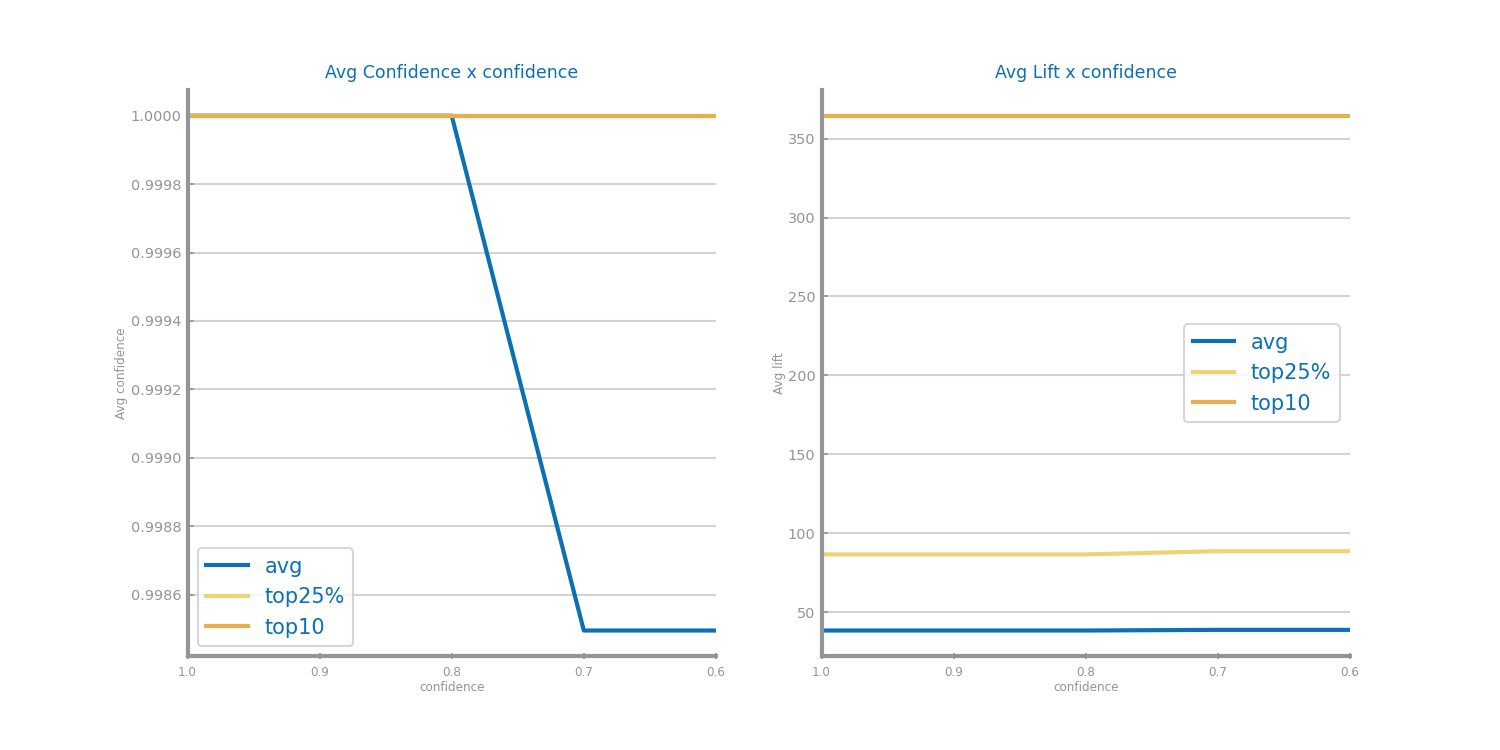 Avg Confidence x confidence
1.0000
0.9998
0.9996
0.9994
0.9992
0.9990
0.9988
0.9986
Avg confidence
avg
top25%
top10
1.0 0.9 0.8 0.7 0.6
confidence
Avg Lift x confidence
350
300
250
200
150
100
50
Avg lift
avg
top25%
top10
1.0 0.9 0.8 0.7 0.6
confidence